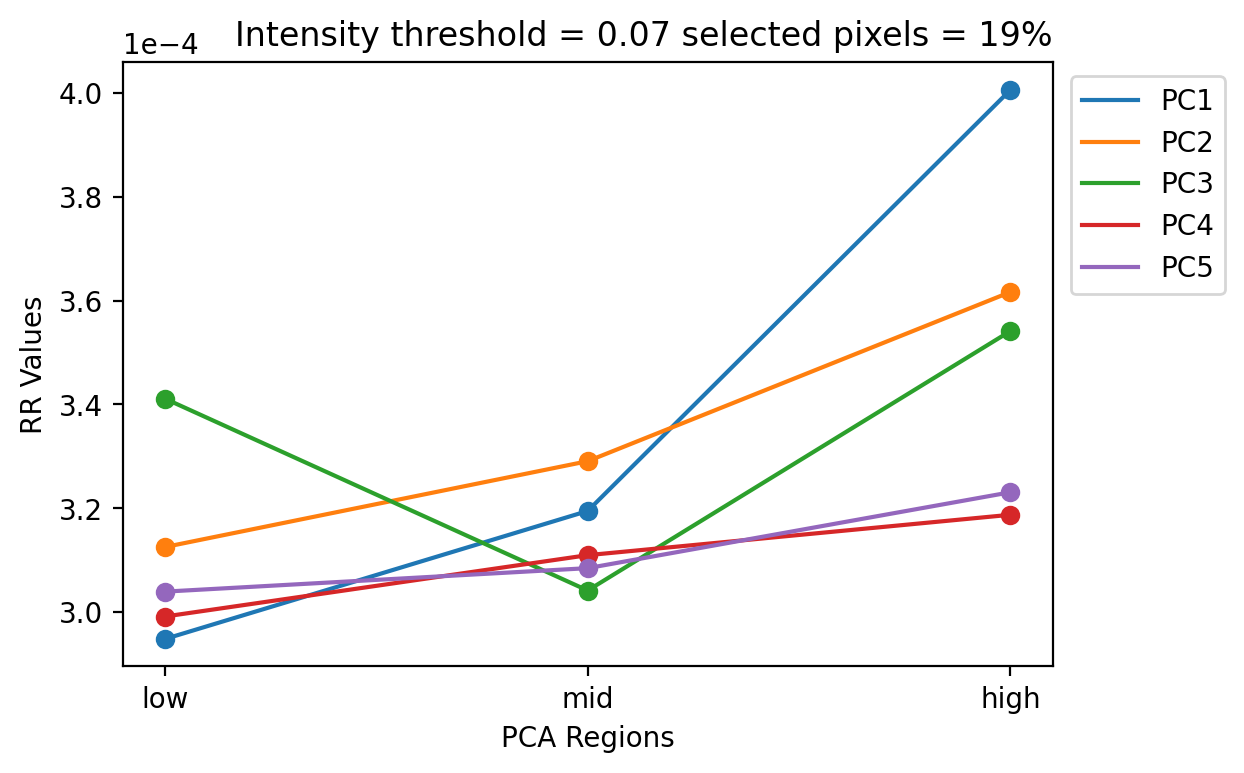 1e−4 Intensity threshold = 0.07 selected pixels = 19%
4.0
3.8
3.6
3.4
3.2
3.0
RR Values
low mid high
PCA Regions
PC1
PC2
PC3
PC4
PC5